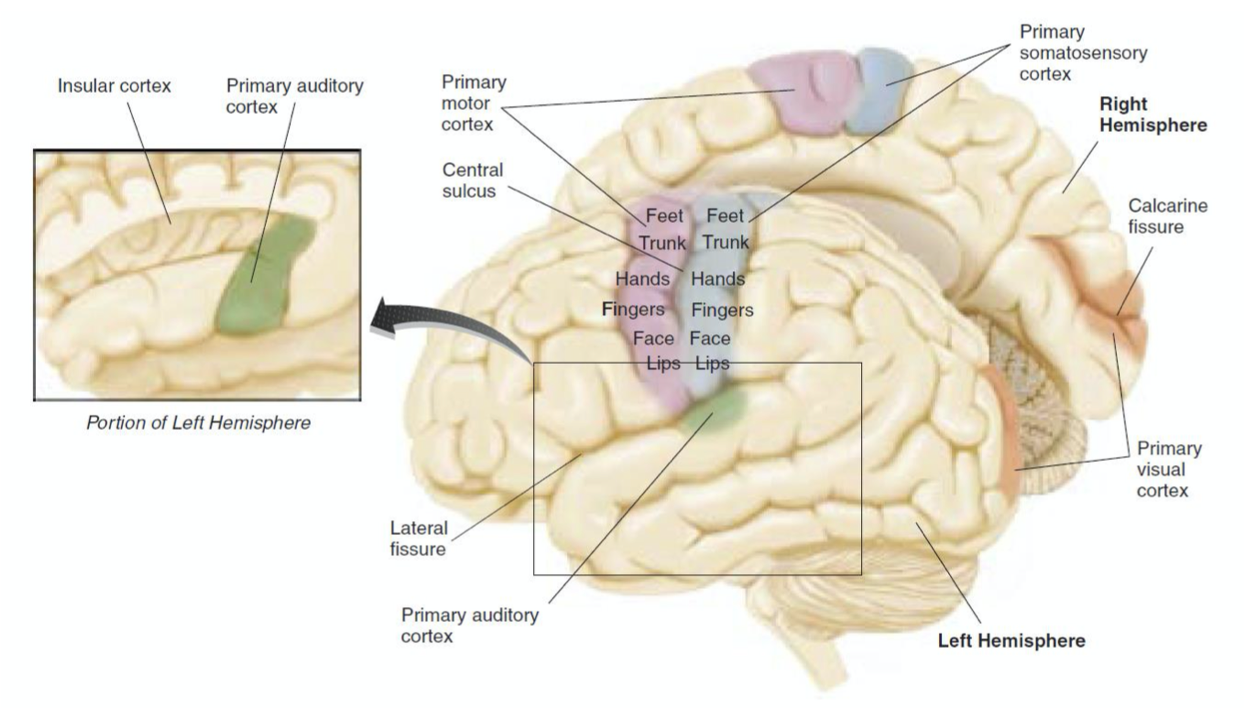 Insular cortex
Primary auditory
cortex
Portion of Left Hemisphere
Primary
motor
cortex
Central
sulcus
Primary
somatosensory
cortex
Right
Hemisphere
Calcarine
fissure
Feet Feet
Trunk Trunk
Hands Hands
Fingers Fingers
Face Face
Lips Lips
Primary
visual
cortex
Lateral
fissure
Primary auditory
cortex
Left Hemisphere